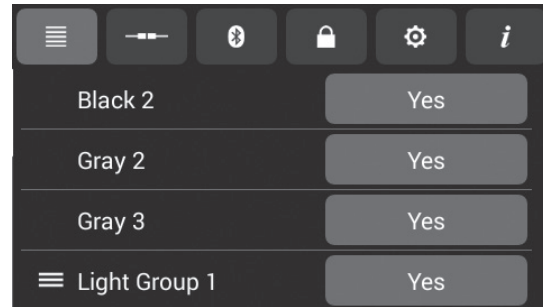 Black 2 Yes
Gray 2 Yes
Gray 3 Yes
Light Group 1 Yes